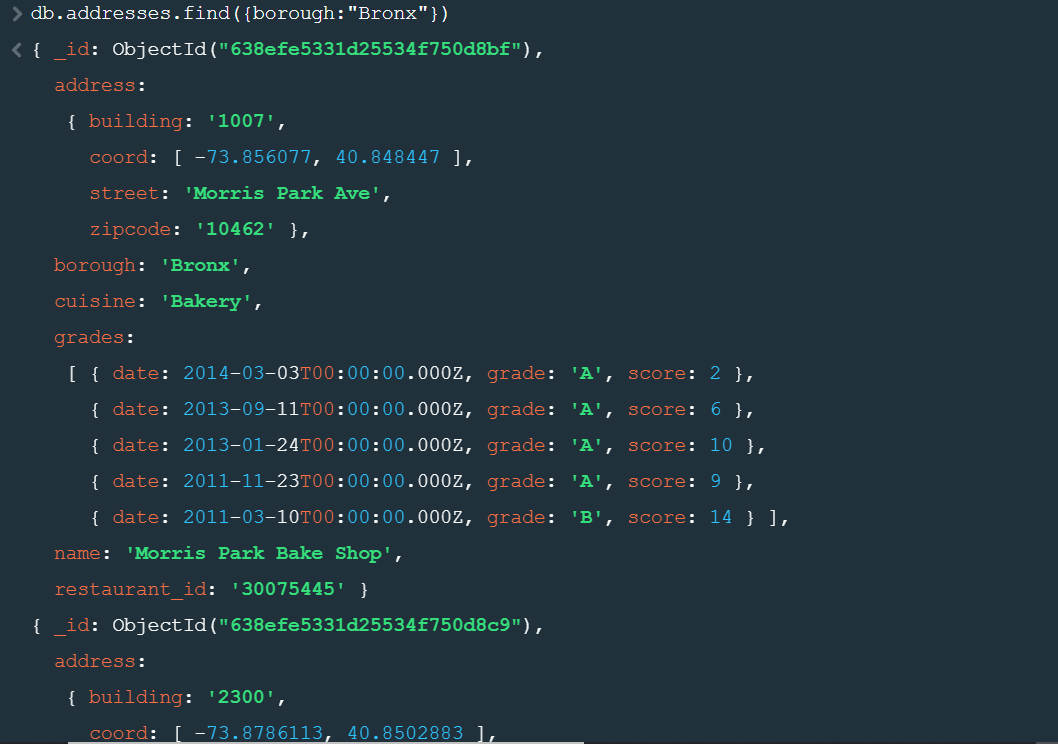 > db.addresses.find({borough:"Bronx"})
< { _id: ObjectId("638efe5331d25534f750d8bf"),
address:
{ building: '1007',
coord: [ -73.856077, 40.848447 ],
street: 'Morris Park Ave',
zipcode: '10462' },
borough: 'Bronx',
cuisine: 'Bakery',
grades:
[ { date: 2014-03-03T00:00:00.000Z, grade: 'A', score: 2 },
{ date: 2013-09-11T00:00:00.000Z, grade: 'A', score: 6 },
{ date: 2013-01-24T00:00:00.000Z, grade: 'A', score: 10 },
{ date: 2011-11-23T00:00:00.000Z, grade: 'A', score: 9 },
{ date: 2011-03-10T00:00:00.000Z, grade: 'B', score: 14 } ],
name: 'Morris Park Bake Shop',
restaurant_id: '30075445' }
{ _id: ObjectId("638efe5331d25534f750d8c9"),
address:
{ building: '2300',
coord: [ -73.8786113, 40.8502883 ],